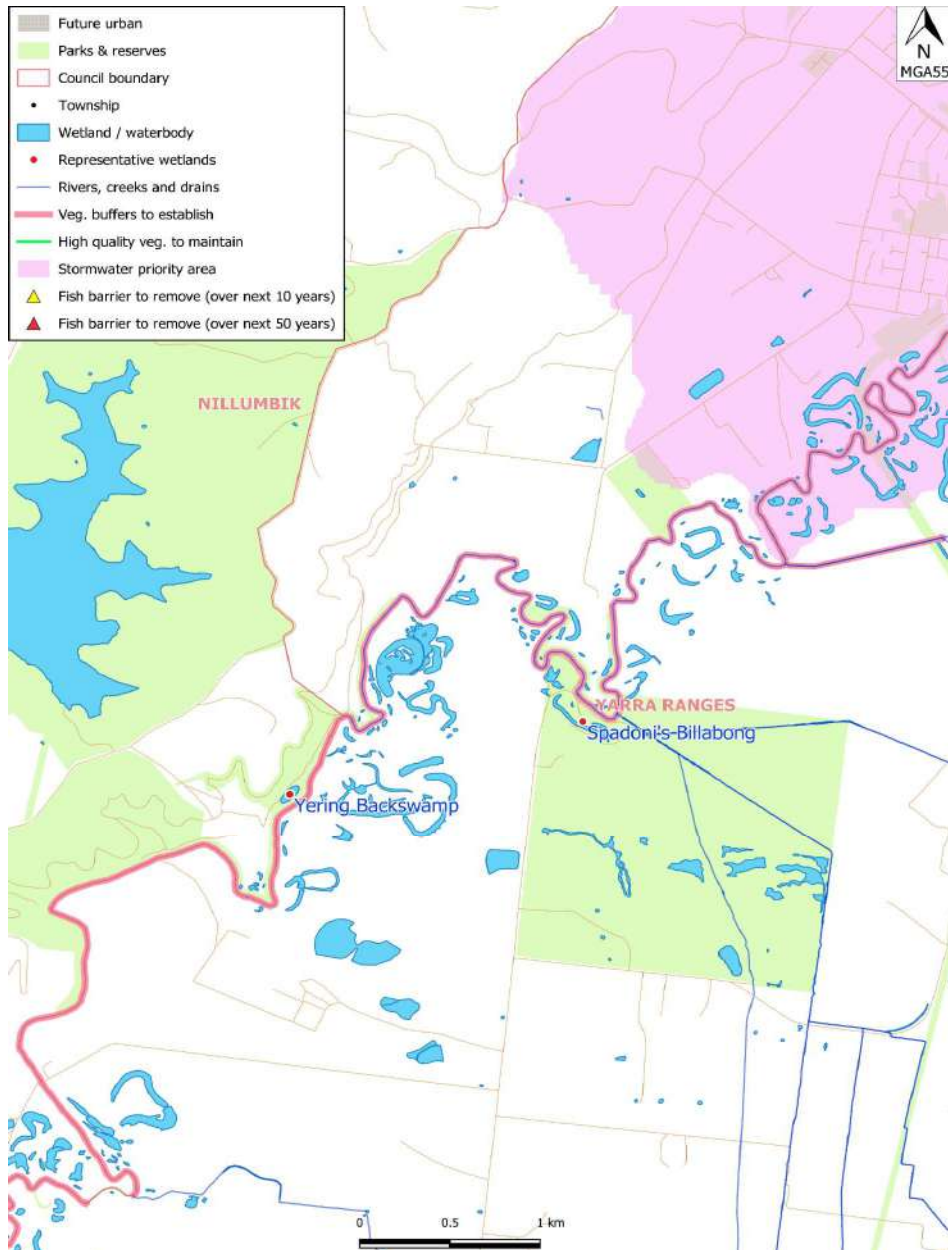 Future urban
Parks & reserves
Council boundary
Township
Wetland / waterbody
Representative wetlands
Rivers, creeks and drains
Veg. buffers to establish
High quality veg. to maintain
Stormwater priority area
Fish barrier to remove (over next 10 years)
Fish barrier to remove (over next 50 years)
N
MGA55
NILLUMBIK
YARRA RANGES
Spadoni's Billabong
Yering Backswamp
0 0.5 1 km